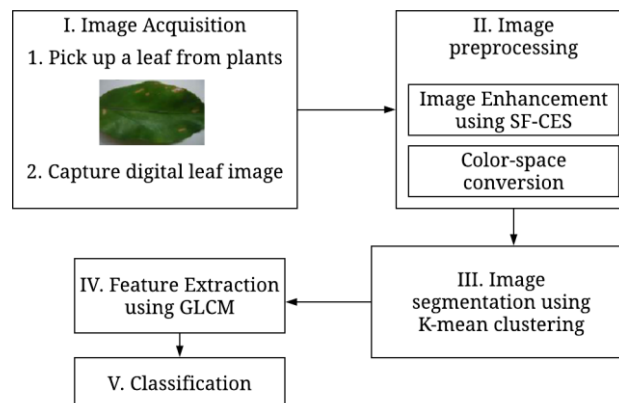 I. Image Acquisition
1. Pick up a leaf from plants
2. Capture digital leaf image
II. Image
preprocessing
Image Enhancement
using SF-CES
Color-space
conversion
III. Image
segmentation using
K-mean clustering
IV. Feature Extraction
using GLCM
V. Classification